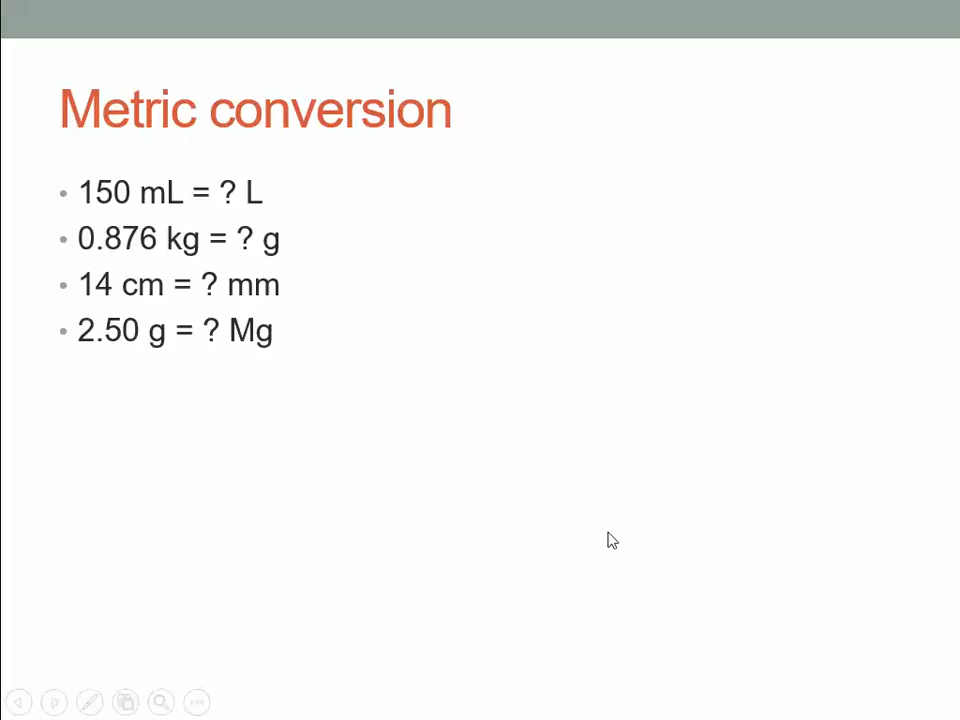 Metric conversion
• 150 mL = ? L
• 0.876 kg = ? g
• 14 cm = ? mm
• 2.50 g = ? Mg